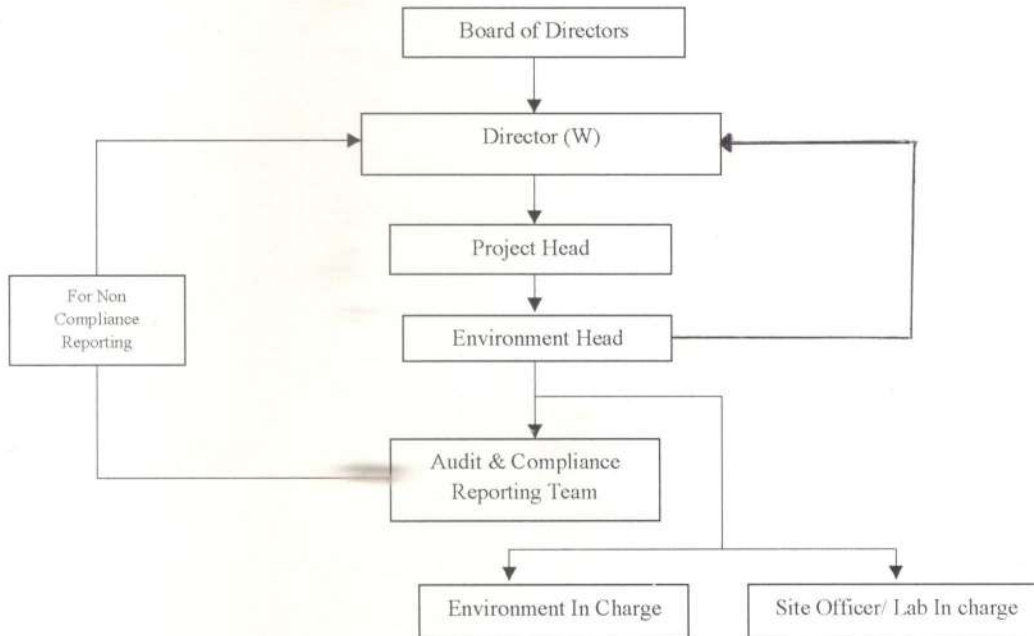 Board of Directors
Director (W)
Project Head
For Non
Compliance
Reporting
Environment Head
Audit & Compliance
Reporting Team
Environment In Charge
Site Officer/ Lab In charge